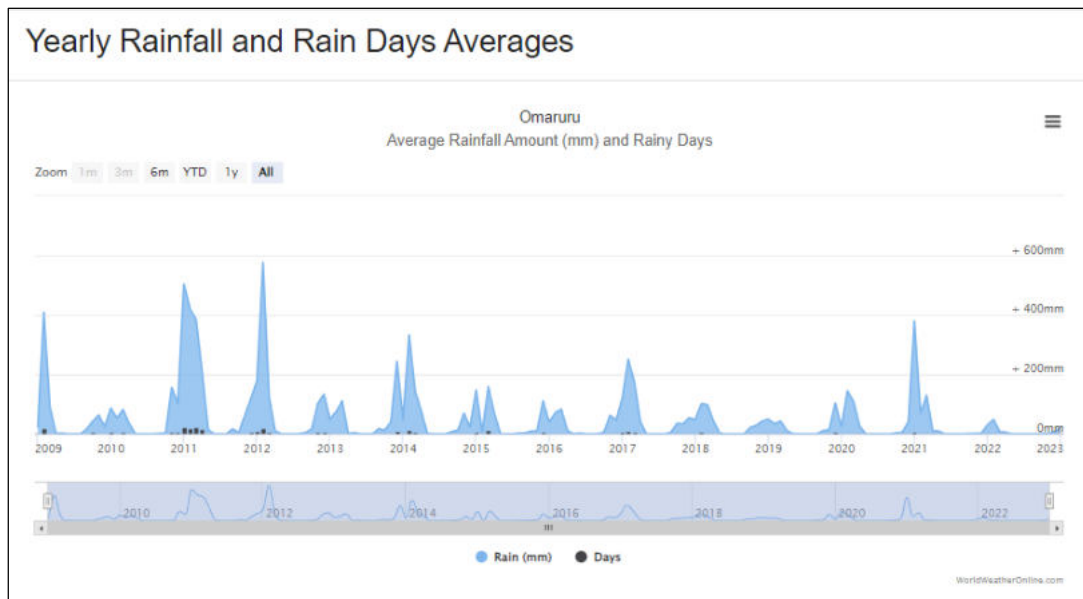 Yearly Rainfall and Rain Days Averages
Omaruru
Average Rainfall Amount (mm) and Rainy Days
Zoom 1m 3m 6m YTD 1y All
+ 600mm
+ 400mm
+ 200mm
0mm
2009 2010 2011 2012 2013 2014 2015 2016 2017 2018 2019 2020 2021 2022 2023
2010 2012 2014 2016 2018 2020 2022
Rain (mm) Days
WorldWeatherOnline.com